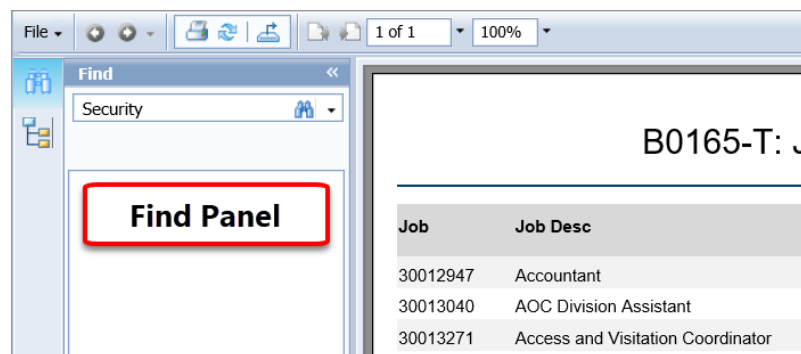 File
1 of 1
100%
Find
Security
Find Panel
B0165-T:
Job Job Desc
30012947 Accountant
30013040 AOC Division Assistant
30013271 Access and Visitation Coordinator